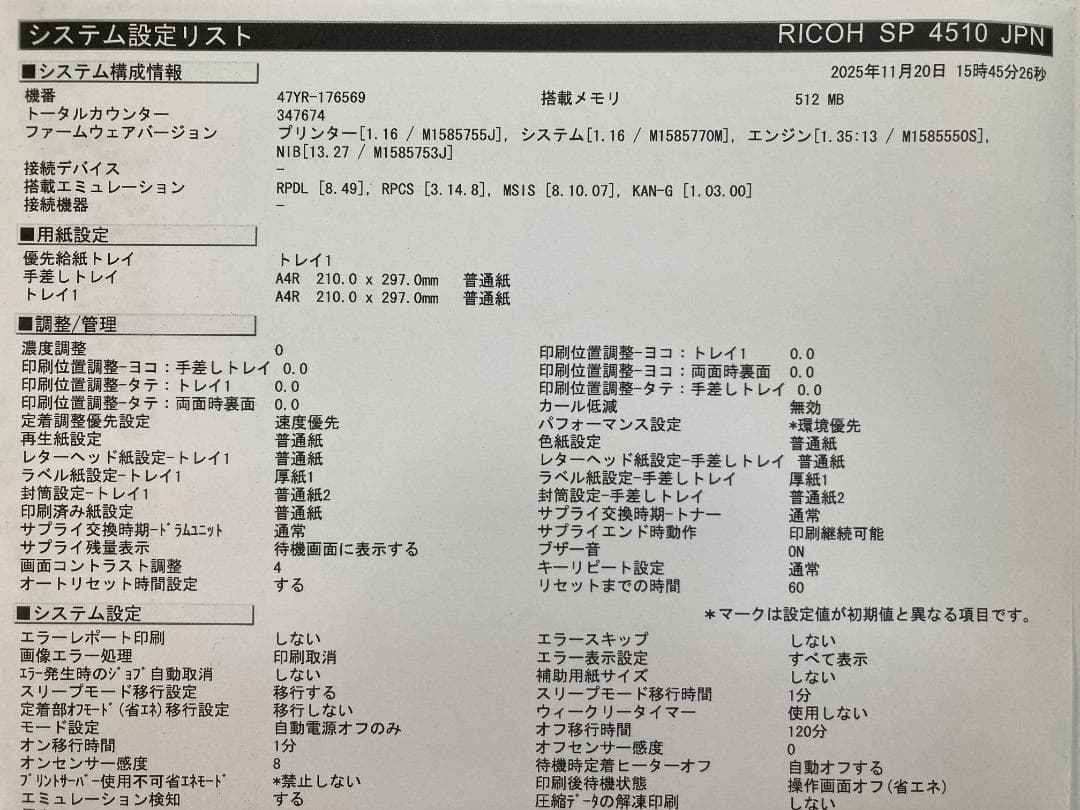 システム設定リスト RICOH SP 4510 JPN
■システム構成情報 2025年11月20日 15時45分26秒
機番 47YR-176569 搭載メモリ 512 MB
トータルカウンター 347674
ファームウェアバージョン プリンター[1.16 / M1585755J], システム[1.16 / M1585770M], エンジン[1.35:13 / M1585550S],
NIB[13.27 / M1585753J]
接続デバイス -
搭載エミュレーション RPDL [8.49], RPCS [3.14.8], MSIS [8.10.07], KAN-G [1.03.00]
接続機器 -
■用紙設定
優先給紙トレイ トレイ1
手差しトレイ A4R 210.0 x 297.0mm 普通紙
トレイ1 A4R 210.0 x 297.0mm 普通紙
■調整/管理
濃度調整 0 印刷位置調整-ヨコ：トレイ1 0.0
印刷位置調整-ヨコ：手差しトレイ 0.0 印刷位置調整-ヨコ：両面時裏面 0.0
印刷位置調整-タテ：トレイ1 0.0 印刷位置調整-タテ：手差しトレイ 0.0
印刷位置調整-タテ：両面時裏面 0.0 カール低減 無効
定着調整優先設定 速度優先 パフォーマンス設定 *環境優先
再生紙設定 普通紙 色紙設定 普通紙
レターヘッド紙設定-トレイ1 普通紙 レターヘッド紙設定-手差しトレイ 普通紙
ラベル紙設定-トレイ1 厚紙1 ラベル紙設定-手差しトレイ 厚紙1
封筒設定-トレイ1 普通紙2 封筒設定-手差しトレイ 普通紙2
印刷済み紙設定 普通紙 サプライ交換時期-トナー 通常
サプライ交換時期-ﾄﾞﾗﾑﾕﾆｯﾄ 通常 サプライエンド時動作 印刷継続可能
サプライ残量表示 待機画面に表示する ブザー音 ON
画面コントラスト調整 4 キーリピート設定 通常
オートリセット時間設定 する リセットまでの時間 60
■システム設定 *マークは設定値が初期値と異なる項目です。
エラーレポート印刷 しない エラースキップ しない
画像エラー処理 印刷取消 エラー表示設定 すべて表示
ｴﾗｰ発生時のｼﾞｮﾌﾞ自動取消 しない 補助用紙サイズ しない
スリープモード移行設定 移行する スリープモード移行時間 1分
定着部ｵﾌﾓｰﾄﾞ(省ｴﾈ)移行設定 移行しない ウィークリータイマー 使用しない
モード設定 自動電源オフのみ オフ移行時間 120分
オン移行時間 1分 オフセンサー感度 0
オンセンサー感度 8 待機時定着ヒーターオフ 自動オフする
ﾌﾟﾘﾝﾄｻｰﾊﾞｰ使用不可省ｴﾈﾓｰﾄﾞ *禁止しない 印刷後待機状態 操作画面オフ(省エネ)
エミュレーション検知 する 圧縮ﾃﾞｰﾀの解凍印刷 しない